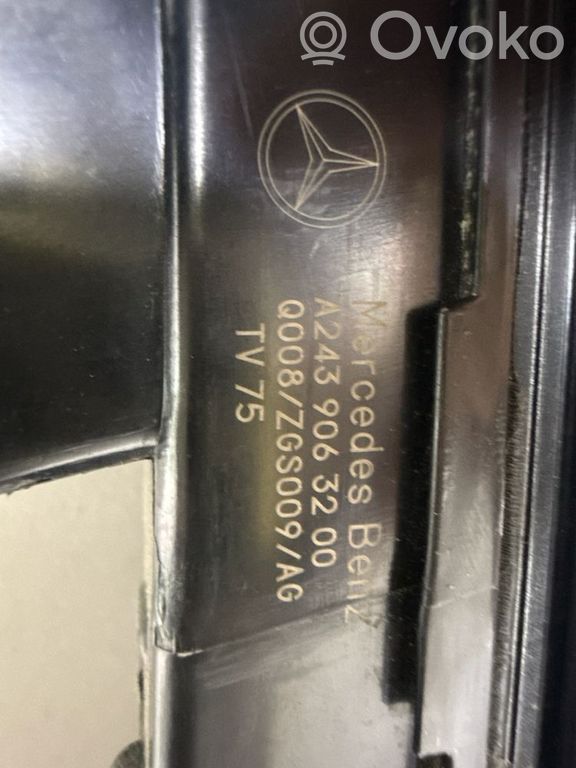 Ovoko
Mercedes Benz
A243 906 32 00
Q008/ZGS009/AG
TV 75